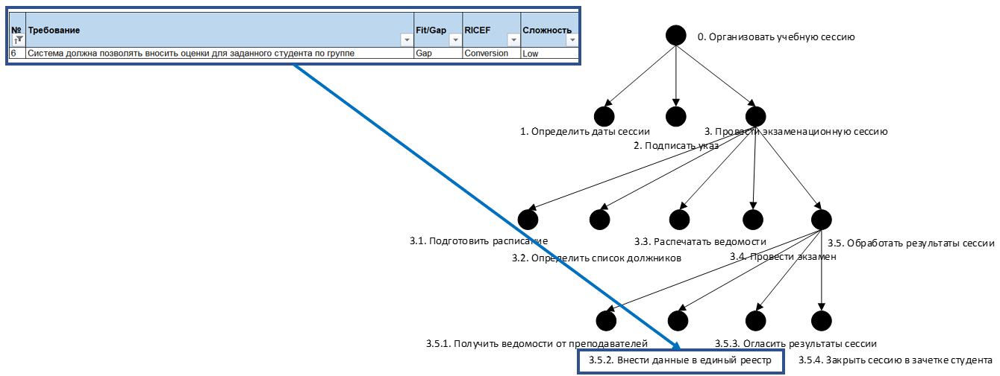 № Требование Fit/Gap RICEF Сложность
6 Система должна позволять вносить оценки для заданного студента по группе Gap Conversion Low
0. Организовать учебную сессию
1. Определить даты сессии
2. Подписать указ
3. Провести экзаменационную сессию
3.1. Подготовить расписание
3.2. Определить список должников
3.3. Распечатать ведомости
3.4. Провести экзамен
3.5. Обработать результаты сессии
3.5.1. Получить ведомости от преподавателей
3.5.2. Внести данные в единый реестр
3.5.3. Огласить результаты сессии
3.5.4. Закрыть сессию в зачетке студента